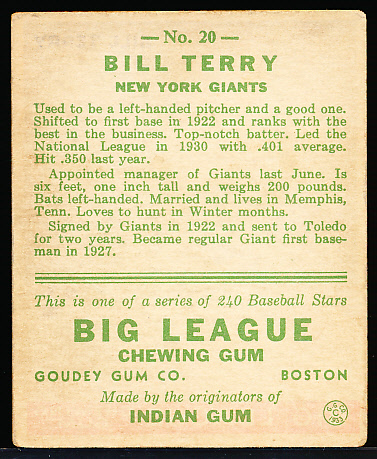 — No. 20 —
BILL TERRY
NEW YORK GIANTS
Used to be a left-handed pitcher and a good one.
Shifted to first base in 1922 and ranks with the
best in the business. Top-notch batter. Led the
National League in 1930 with .401 average.
Hit .350 last year.
Appointed manager of Giants last June. Is
six feet, one inch tall and weighs 200 pounds.
Bats left-handed. Married and lives in Memphis,
Tenn. Loves to hunt in Winter months.
Signed by Giants in 1922 and sent to Toledo
for two years. Became regular Giant first base-
man in 1927.
This is one of a series of 240 Baseball Stars
BIG LEAGUE
CHEWING GUM
GOUDEY GUM CO. BOSTON
Made by the originators of
INDIAN GUM
G.G.CO.
C
1933